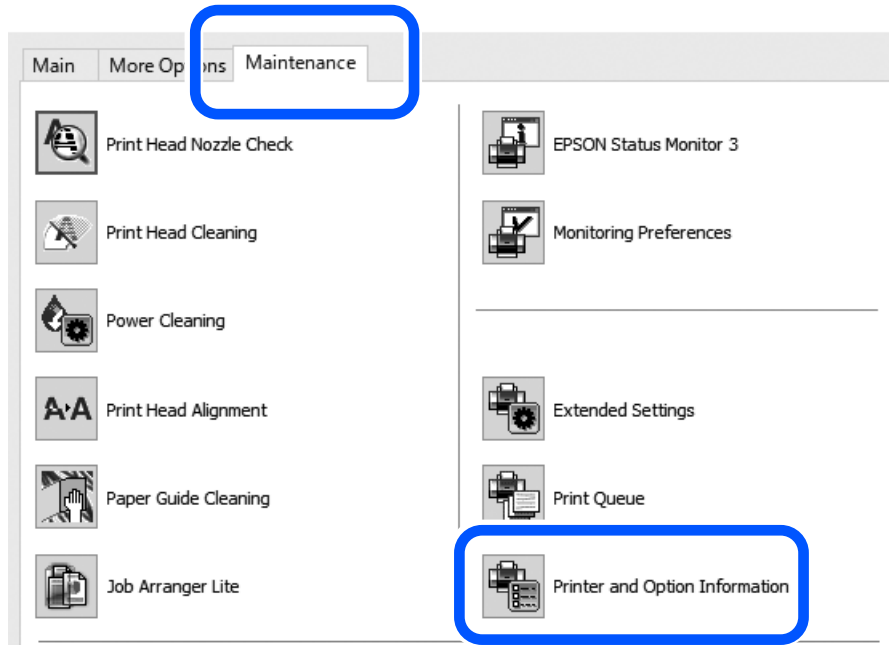 Main
More Options
Maintenance
Print Head Nozzle Check
Print Head Cleaning
Power Cleaning
Print Head Alignment
Paper Guide Cleaning
Job Arranger Lite
EPSON Status Monitor 3
Monitoring Preferences
Extended Settings
Print Queue
Printer and Option Information